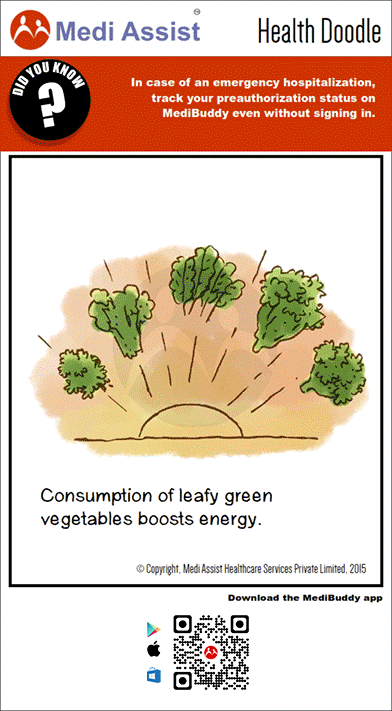 Medi Assist
Health Doodle
DID YOU KNOW
?
In case of an emergency hospitalization,
track your preauthorization status on
MediBuddy even without signing in.
Consumption of leafy green
vegetables boosts energy.
© Copyright, Medi Assist Healthcare Services Private Limited, 2015
Download the MediBuddy app